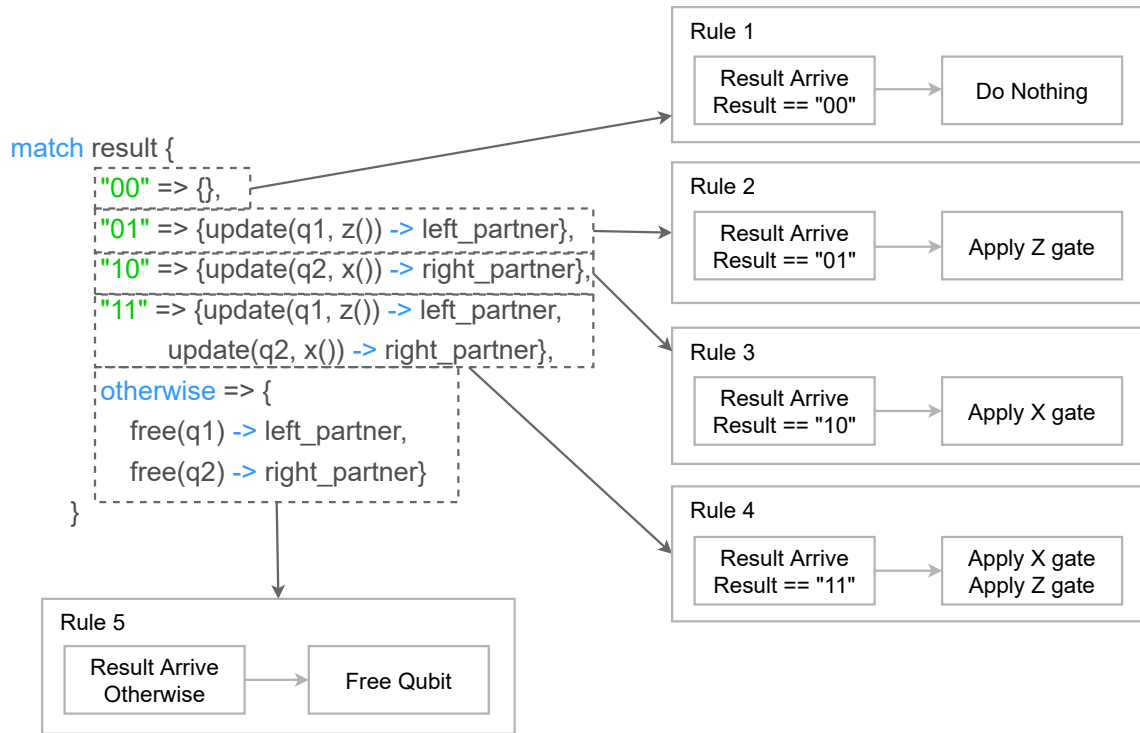 match result {
"00" => {},
"01" => {update(q1, z()) -> left_partner},
"10" => {update(q2, x()) -> right_partner},
"11" => {update(q1, z()) -> left_partner,
update(q2, x()) -> right_partner},
otherwise => {
free(q1) -> left_partner,
free(q2) -> right_partner}
}
Rule 1
Result Arrive
Result == "00"
Do Nothing
Rule 2
Result Arrive
Result == "01"
Apply Z gate
Rule 3
Result Arrive
Result == "10"
Apply X gate
Rule 4
Result Arrive
Result == "11"
Apply X gate
Apply Z gate
Rule 5
Result Arrive
Otherwise
Free Qubit